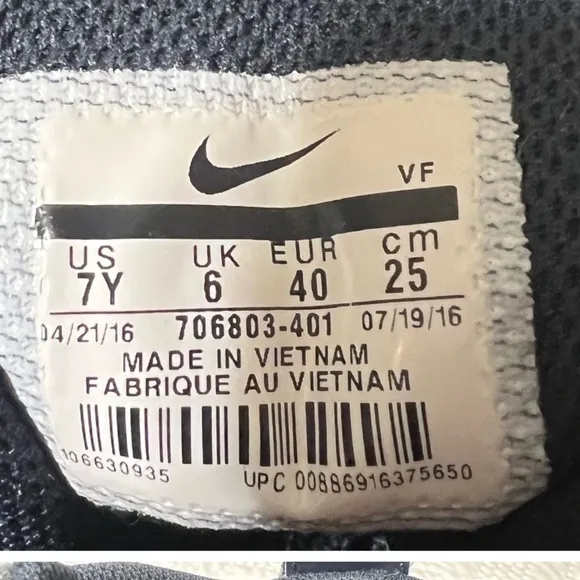 VF
US UK EUR cm
7Y 6 40 25
04/21/16 706803-401 07/19/16
MADE IN VIETNAM
FABRIQUE AU VIETNAM
106630935 UPC 00886916375650